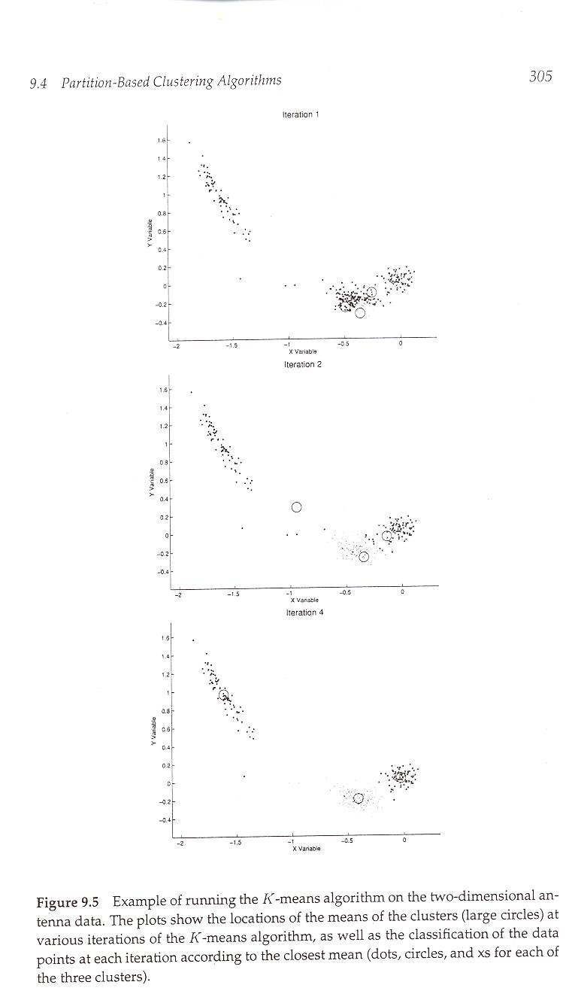 9.4 Partition-Based Clustering Algorithms
305
Iteration 1
1.6
1.4
1.2
1
0.8
0.6
0.4
0.2
0
-0.2
-0.4
Y Variable
-2 -1.5 -1 -0.5 0
X Variable
Iteration 2
1.6
1.4
1.2
1
0.8
0.6
0.4
0.2
0
-0.2
-0.4
Y Variable
-2 -1.5 -1 -0.5 0
X Variable
Iteration 4
1.6
1.4
1.2
1
0.8
0.6
0.4
0.2
0
-0.2
-0.4
Y Variable
-2 -1.5 -1 -0.5 0
X Variable
Figure 9.5 Example of running the K-means algorithm on the two-dimensional an-
tenna data. The plots show the locations of the means of the clusters (large circles) at
various iterations of the K-means algorithm, as well as the classification of the data
points at each iteration according to the closest mean (dots, circles, and xs for each of
the three clusters).